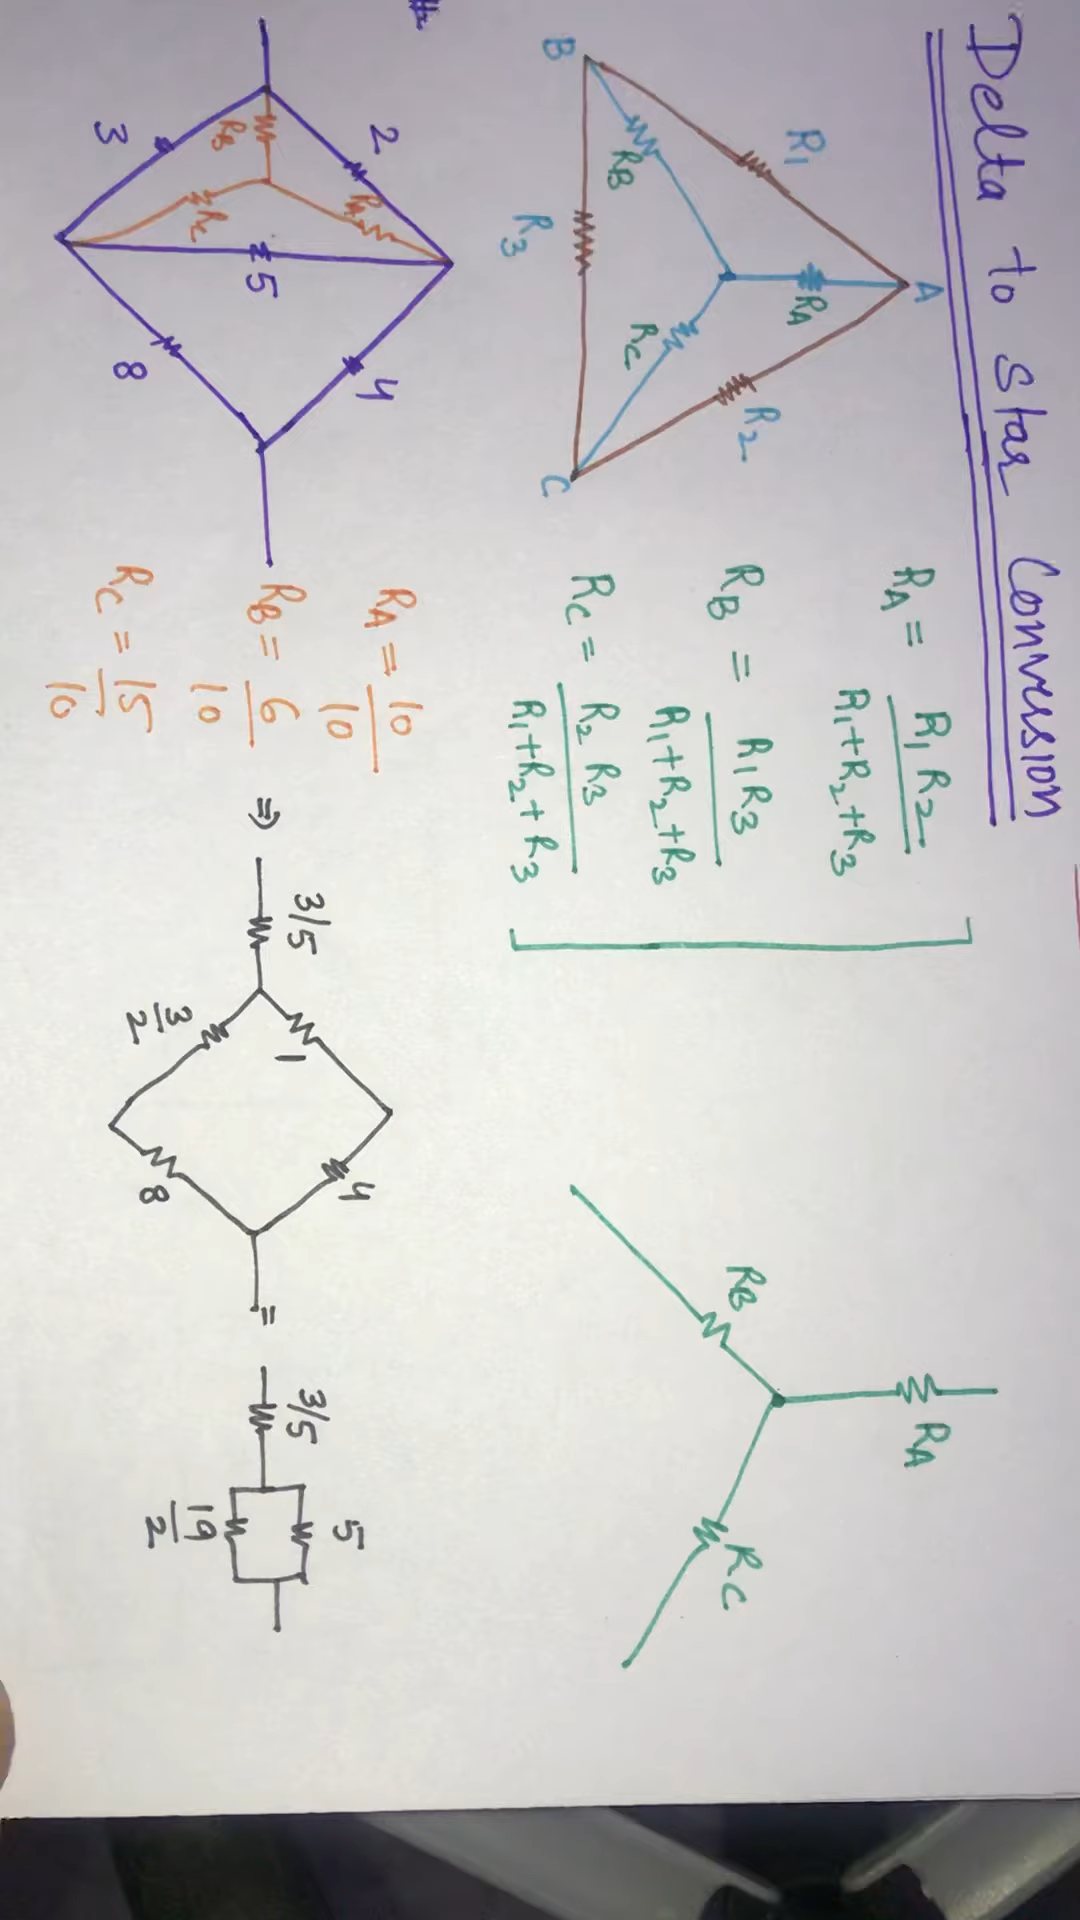 Delta to Star Conversion
A
R1
R2
RA
RB
RC
B
R3
C
RA = R1 R2 / R1+R2+R3
RB = R1 R3 / R1+R2+R3
RC = R2 R3 / R1+R2+R3
RA
RB
RC
2
4
RA
RB
RC
5
3
8
RA = 10/10
RB = 6/10
RC = 15/10
⇒
3/5
1
4
3/2
8
=
3/5
5
19/2